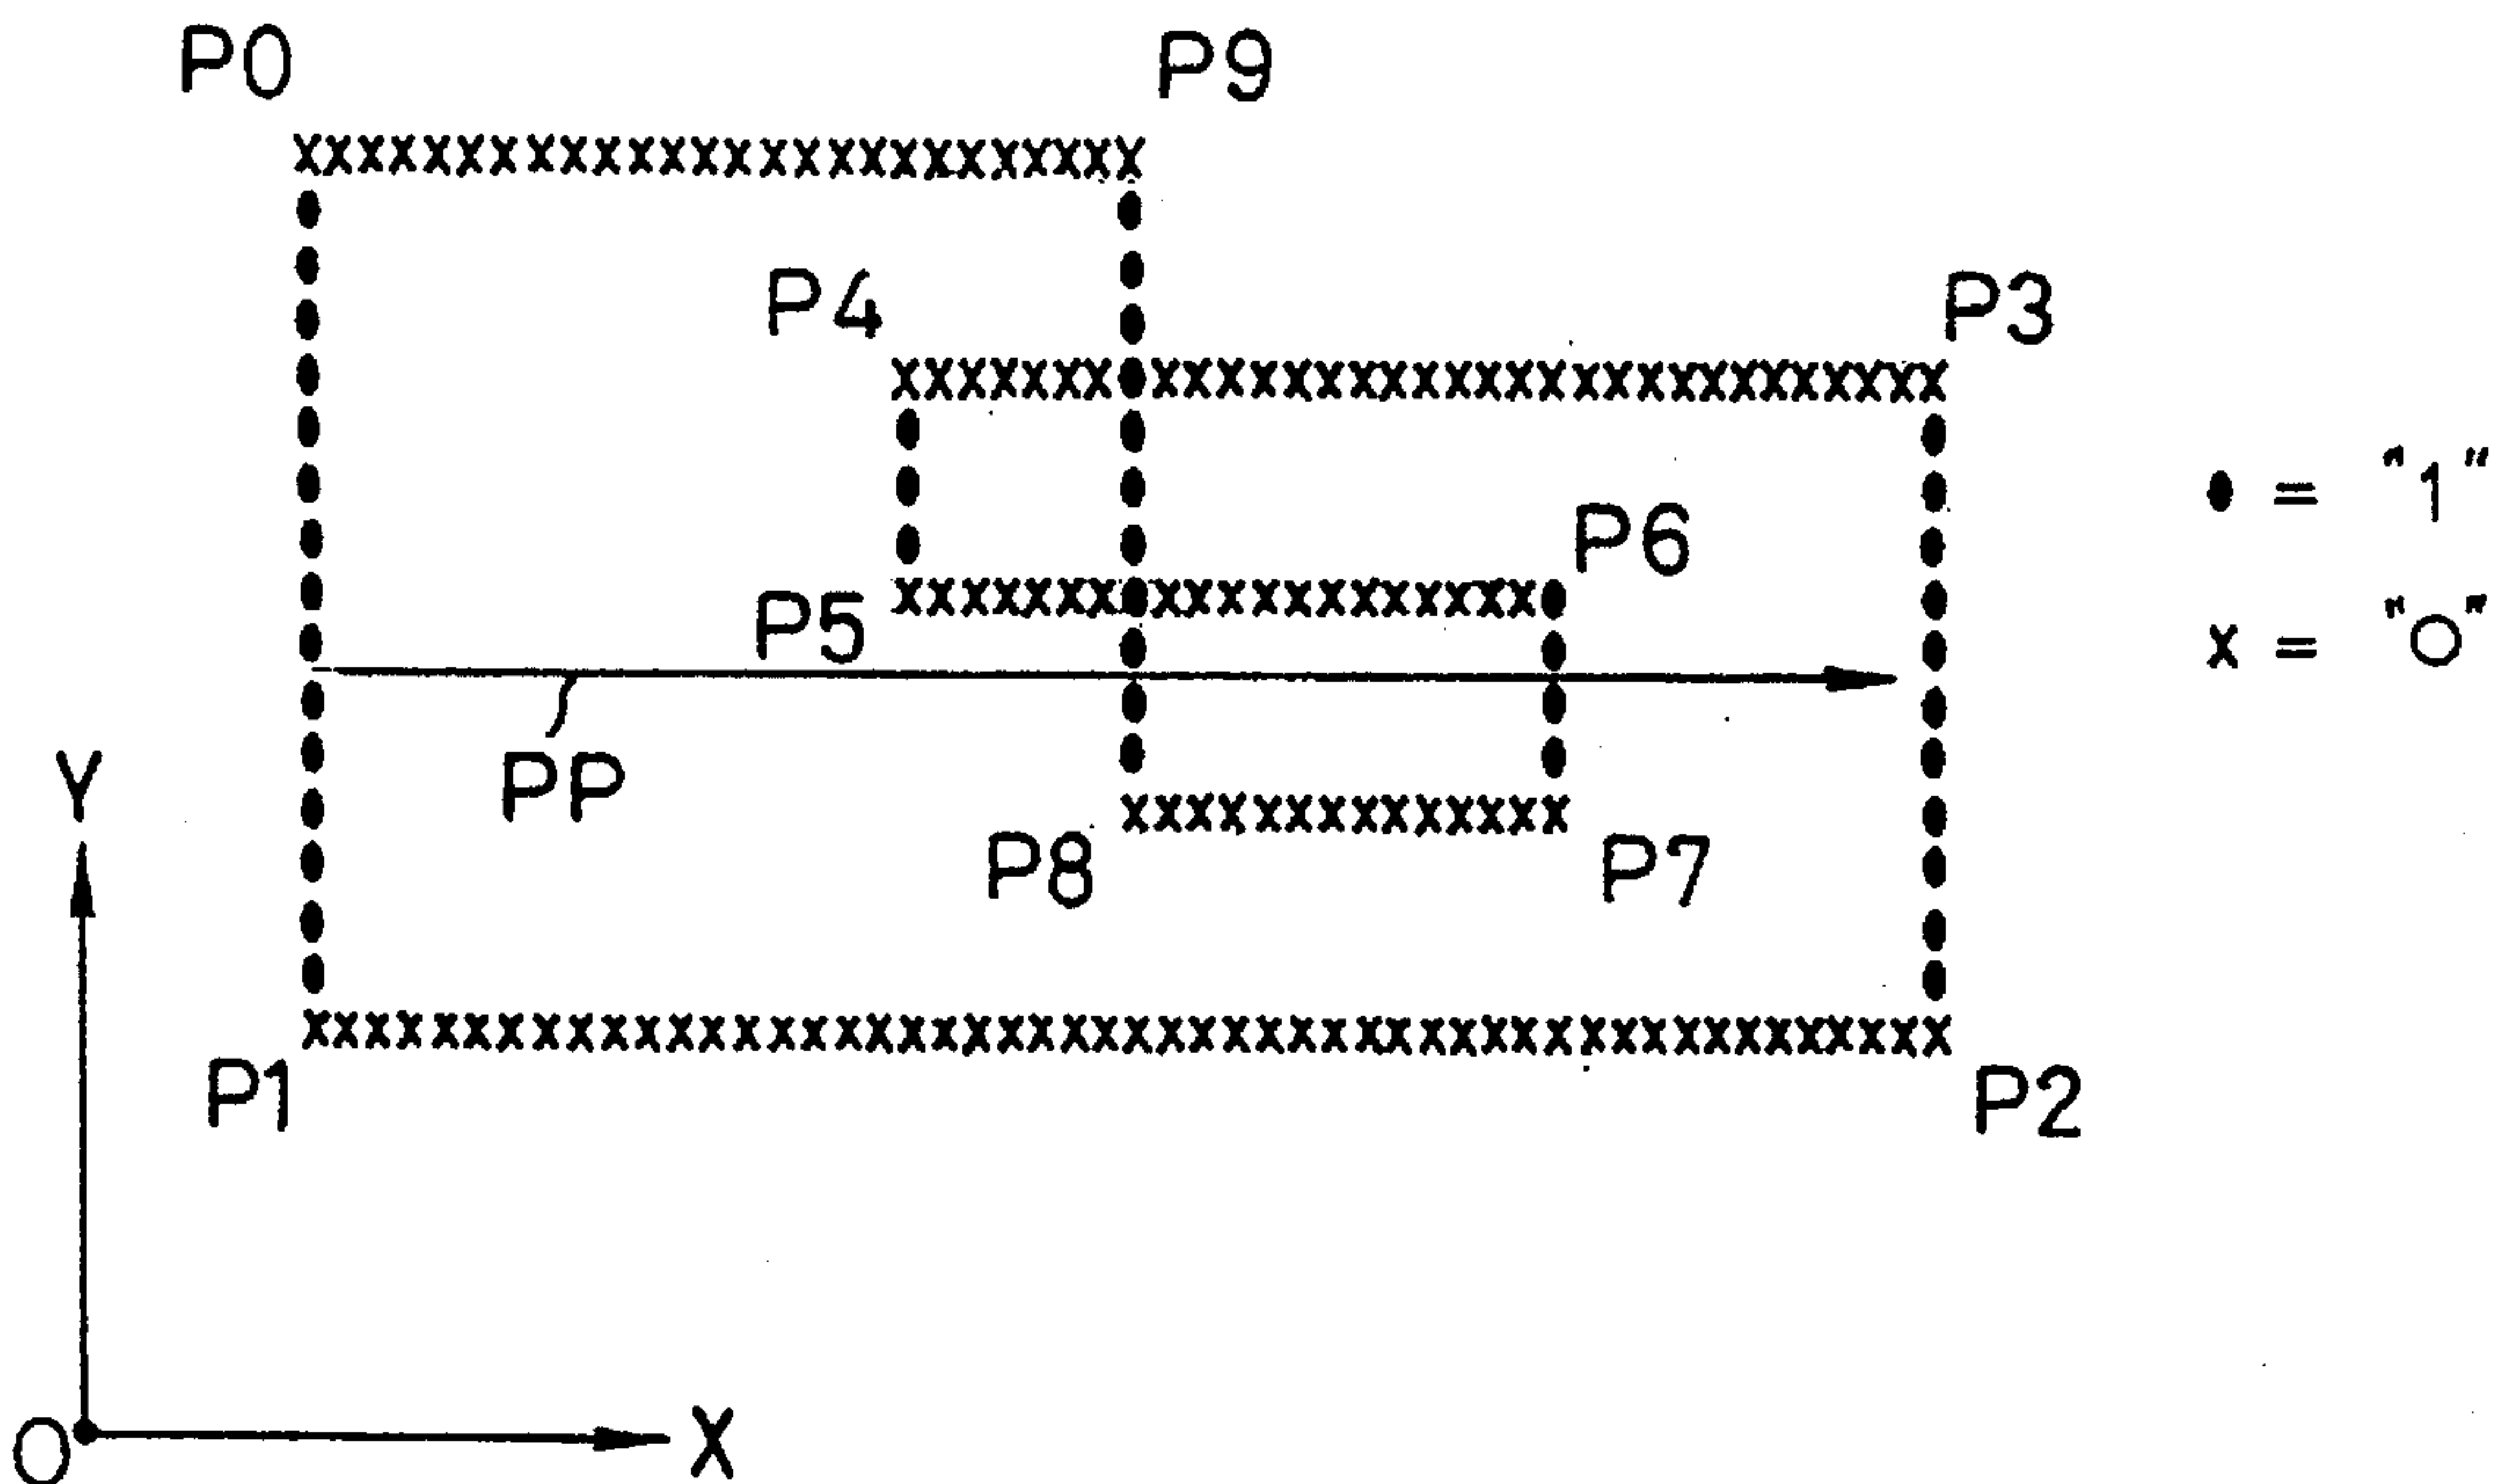 P0 P9
P4 P3
● = "1"
P6
P5 x = "0"
PP
Y
P8 P7
P1 P2
O X